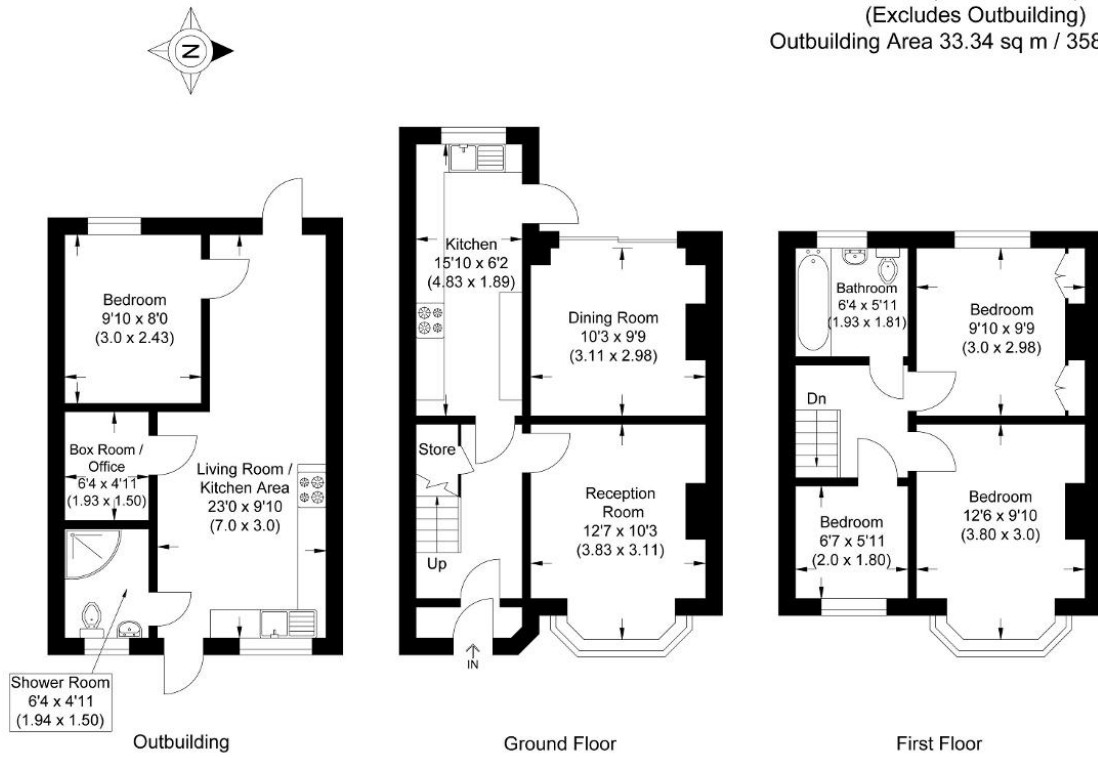 (Excludes Outbuilding)
Outbuilding Area 33.34 sq m / 358
N
Bedroom
9'10 x 8'0
(3.0 x 2.43)
Box Room /
Office
6'4 x 4'11
(1.93 x 1.50)
Living Room /
Kitchen Area
23'0 x 9'10
(7.0 x 3.0)
Shower Room
6'4 x 4'11
(1.94 x 1.50)
Outbuilding
Kitchen
15'10 x 6'2
(4.83 x 1.89)
Dining Room
10'3 x 9'9
(3.11 x 2.98)
Store
Up
Reception
Room
12'7 x 10'3
(3.83 x 3.11)
IN
Ground Floor
Bathroom
6'4 x 5'11
(1.93 x 1.81)
Bedroom
9'10 x 9'9
(3.0 x 2.98)
Dn
Bedroom
6'7 x 5'11
(2.0 x 1.80)
Bedroom
12'6 x 9'10
(3.80 x 3.0)
First Floor